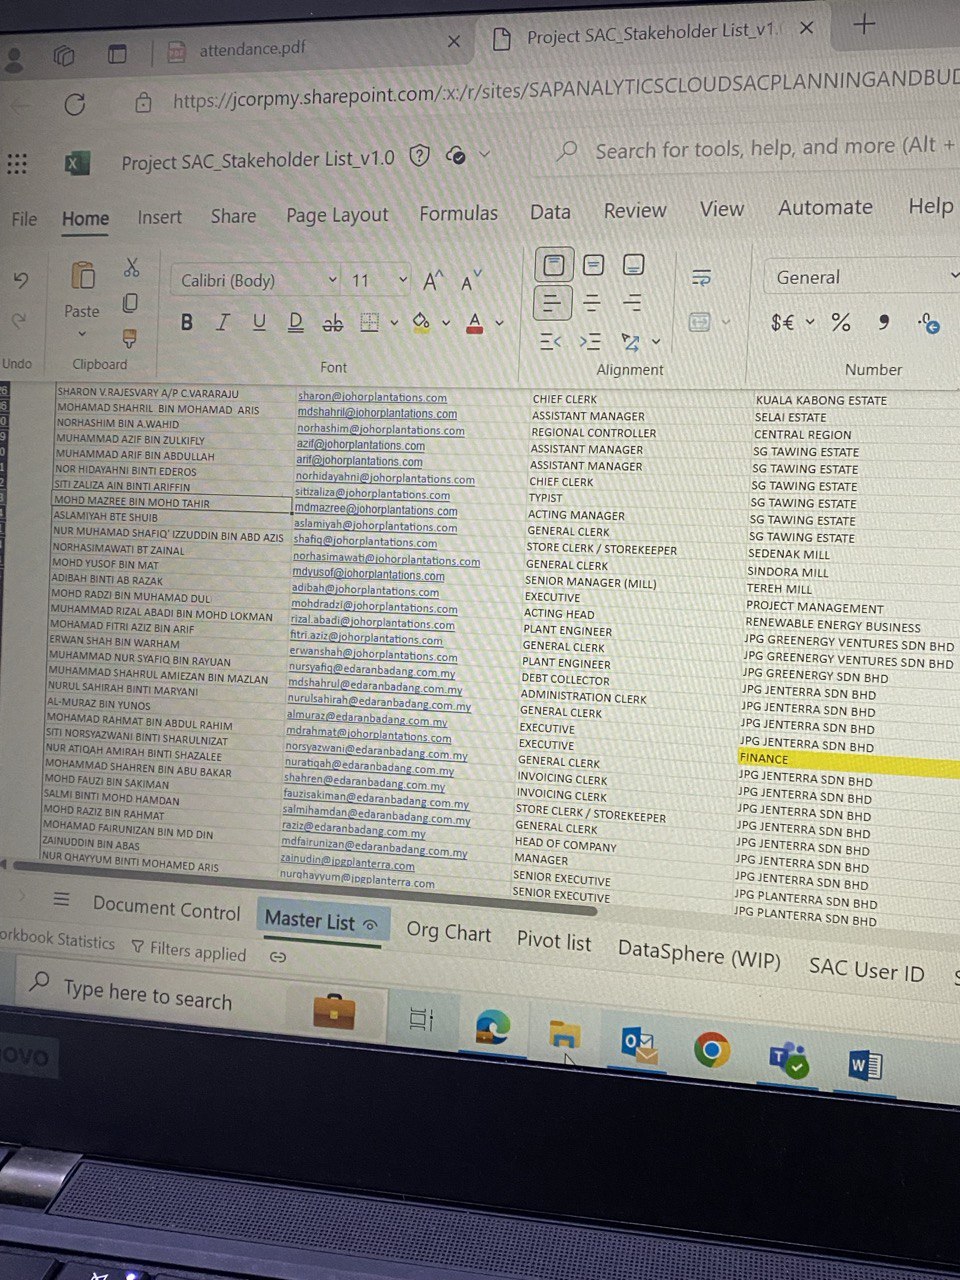 attendance.pdf
Project SAC_Stakeholder List_v1.
https://jcorpmy.sharepoint.com/:x:/r/sites/SAPANALYTICSCLOUDSACPLANNINGANDBUD
Project SAC_Stakeholder List_v1.0
Search for tools, help, and more (Alt +
File Home Insert Share Page Layout Formulas Data Review View Automate Help
Calibri (Body) 11 General
Paste
Undo Clipboard Font Alignment Number
SHARON V.RAJESVARY A/P C.VARARAJU sharon@johorplantations.com CHIEF CLERK KUALA KABONG ESTATE
MOHAMAD SHAHRIL BIN MOHAMAD ARIS mdshahril@johorplantations.com ASSISTANT MANAGER SELAI ESTATE
NORHASHIM BIN A.WAHID norhashim@johorplantations.com REGIONAL CONTROLLER CENTRAL REGION
MUHAMMAD AZIF BIN ZULKIFLY azif@johorplantations.com ASSISTANT MANAGER SG TAWING ESTATE
MUHAMMAD ARIF BIN ABDULLAH arif@johorplantations.com ASSISTANT MANAGER SG TAWING ESTATE
NOR HIDAYAHNI BINTI EDEROS norhidayahni@johorplantations.com CHIEF CLERK SG TAWING ESTATE
SITI ZALIZA AIN BINTI ARIFFIN sitizaliza@johorplantations.com TYPIST SG TAWING ESTATE
MOHD MAZREE BIN MOHD TAHIR mdmazree@johorplantations.com ACTING MANAGER SG TAWING ESTATE
ASLAMIYAH BTE SHUIB aslamiyah@johorplantations.com GENERAL CLERK SG TAWING ESTATE
NUR MUHAMAD SHAFIQ' IZZUDDIN BIN ABD AZIS shafiq@johorplantations.com STORE CLERK / STOREKEEPER SEDENAK MILL
NORHASIMAWATI BT ZAINAL norhasimawati@johorplantations.com GENERAL CLERK SINDORA MILL
MOHD YUSOF BIN MAT mdyusof@johorplantations.com SENIOR MANAGER (MILL) TEREH MILL
ADIBAH BINTI AB RAZAK adibah@johorplantations.com EXECUTIVE PROJECT MANAGEMENT
MOHD RADZI BIN MUHAMAD DUL mohdradzi@johorplantations.com ACTING HEAD RENEWABLE ENERGY BUSINESS
MUHAMMAD RIZAL ABADI BIN MOHD LOKMAN rizal.abadi@johorplantations.com PLANT ENGINEER JPG GREENERGY VENTURES SDN BHD
MOHAMAD FITRI AZIZ BIN ARIF fitri.aziz@johorplantations.com GENERAL CLERK JPG GREENERGY VENTURES SDN BHD
ERWAN SHAH BIN WARHAM erwanshah@johorplantations.com PLANT ENGINEER JPG GREENERGY SDN BHD
MUHAMMAD NUR SYAFIQ BIN RAYUAN nursyafiq@edaranbadang.com.my DEBT COLLECTOR JPG JENTERRA SDN BHD
MUHAMMAD SHAHRUL AMIEZAN BIN MAZLAN mdshahrul@edaranbadang.com.my ADMINISTRATION CLERK JPG JENTERRA SDN BHD
NURUL SAHIRAH BINTI MARYANI nurulsahirah@edaranbadang.com.my GENERAL CLERK JPG JENTERRA SDN BHD
AL-MURAZ BIN YUNOS almuraz@edaranbadang.com.my EXECUTIVE JPG JENTERRA SDN BHD
MOHAMAD RAHMAT BIN ABDUL RAHIM mdrahmat@johorplantations.com EXECUTIVE FINANCE
SITI NORSYAZWANI BINTI SHARULNIZAT norsyazwani@edaranbadang.com.my GENERAL CLERK JPG JENTERRA SDN BHD
NUR ATIQAH AMIRAH BINTI SHAZALEE nuratiqah@edaranbadang.com.my INVOICING CLERK JPG JENTERRA SDN BHD
MOHAMMAD SHAHREN BIN ABU BAKAR shahren@edaranbadang.com.my INVOICING CLERK JPG JENTERRA SDN BHD
MOHD FAUZI BIN SAKIMAN fauzisakiman@edaranbadang.com.my STORE CLERK / STOREKEEPER JPG JENTERRA SDN BHD
SALMI BINTI MOHD HAMDAN salmihamdan@edaranbadang.com.my GENERAL CLERK JPG JENTERRA SDN BHD
MOHD RAZIZ BIN RAHMAT raziz@edaranbadang.com.my HEAD OF COMPANY JPG JENTERRA SDN BHD
MOHAMAD FAIRUNIZAN BIN MD DIN mdfairunizan@edaranbadang.com.my MANAGER JPG JENTERRA SDN BHD
ZAINUDDIN BIN ABAS zainudin@jpgplanterra.com SENIOR EXECUTIVE JPG PLANTERRA SDN BHD
NUR QHAYYUM BINTI MOHAMED ARIS nurqhayyum@jpgplanterra.com SENIOR EXECUTIVE JPG PLANTERRA SDN BHD
Document Control Master List Org Chart Pivot list DataSphere (WIP) SAC User ID
orkbook Statistics Filters applied
Type here to search